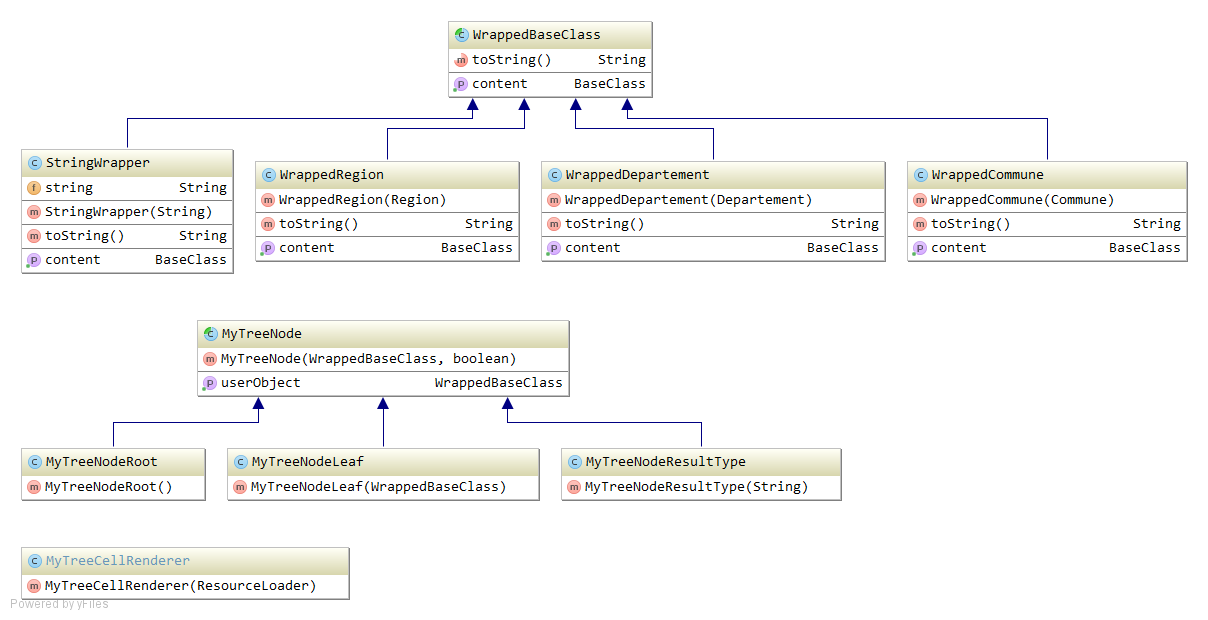 WrappedBaseClass
toString() String
content BaseClass
StringWrapper
string String
StringWrapper(String)
toString() String
content BaseClass
WrappedRegion
WrappedRegion(Region)
toString() String
content BaseClass
WrappedDepartement
WrappedDepartement(Departement)
toString() String
content BaseClass
WrappedCommune
WrappedCommune(Commune)
toString() String
content BaseClass
MyTreeNode
MyTreeNode(WrappedBaseClass, boolean)
userObject WrappedBaseClass
MyTreeNodeRoot
MyTreeNodeRoot()
MyTreeNodeLeaf
MyTreeNodeLeaf(WrappedBaseClass)
MyTreeNodeResultType
MyTreeNodeResultType(String)
MyTreeCellRenderer
MyTreeCellRenderer(ResourceLoader)
Powered by yFiles